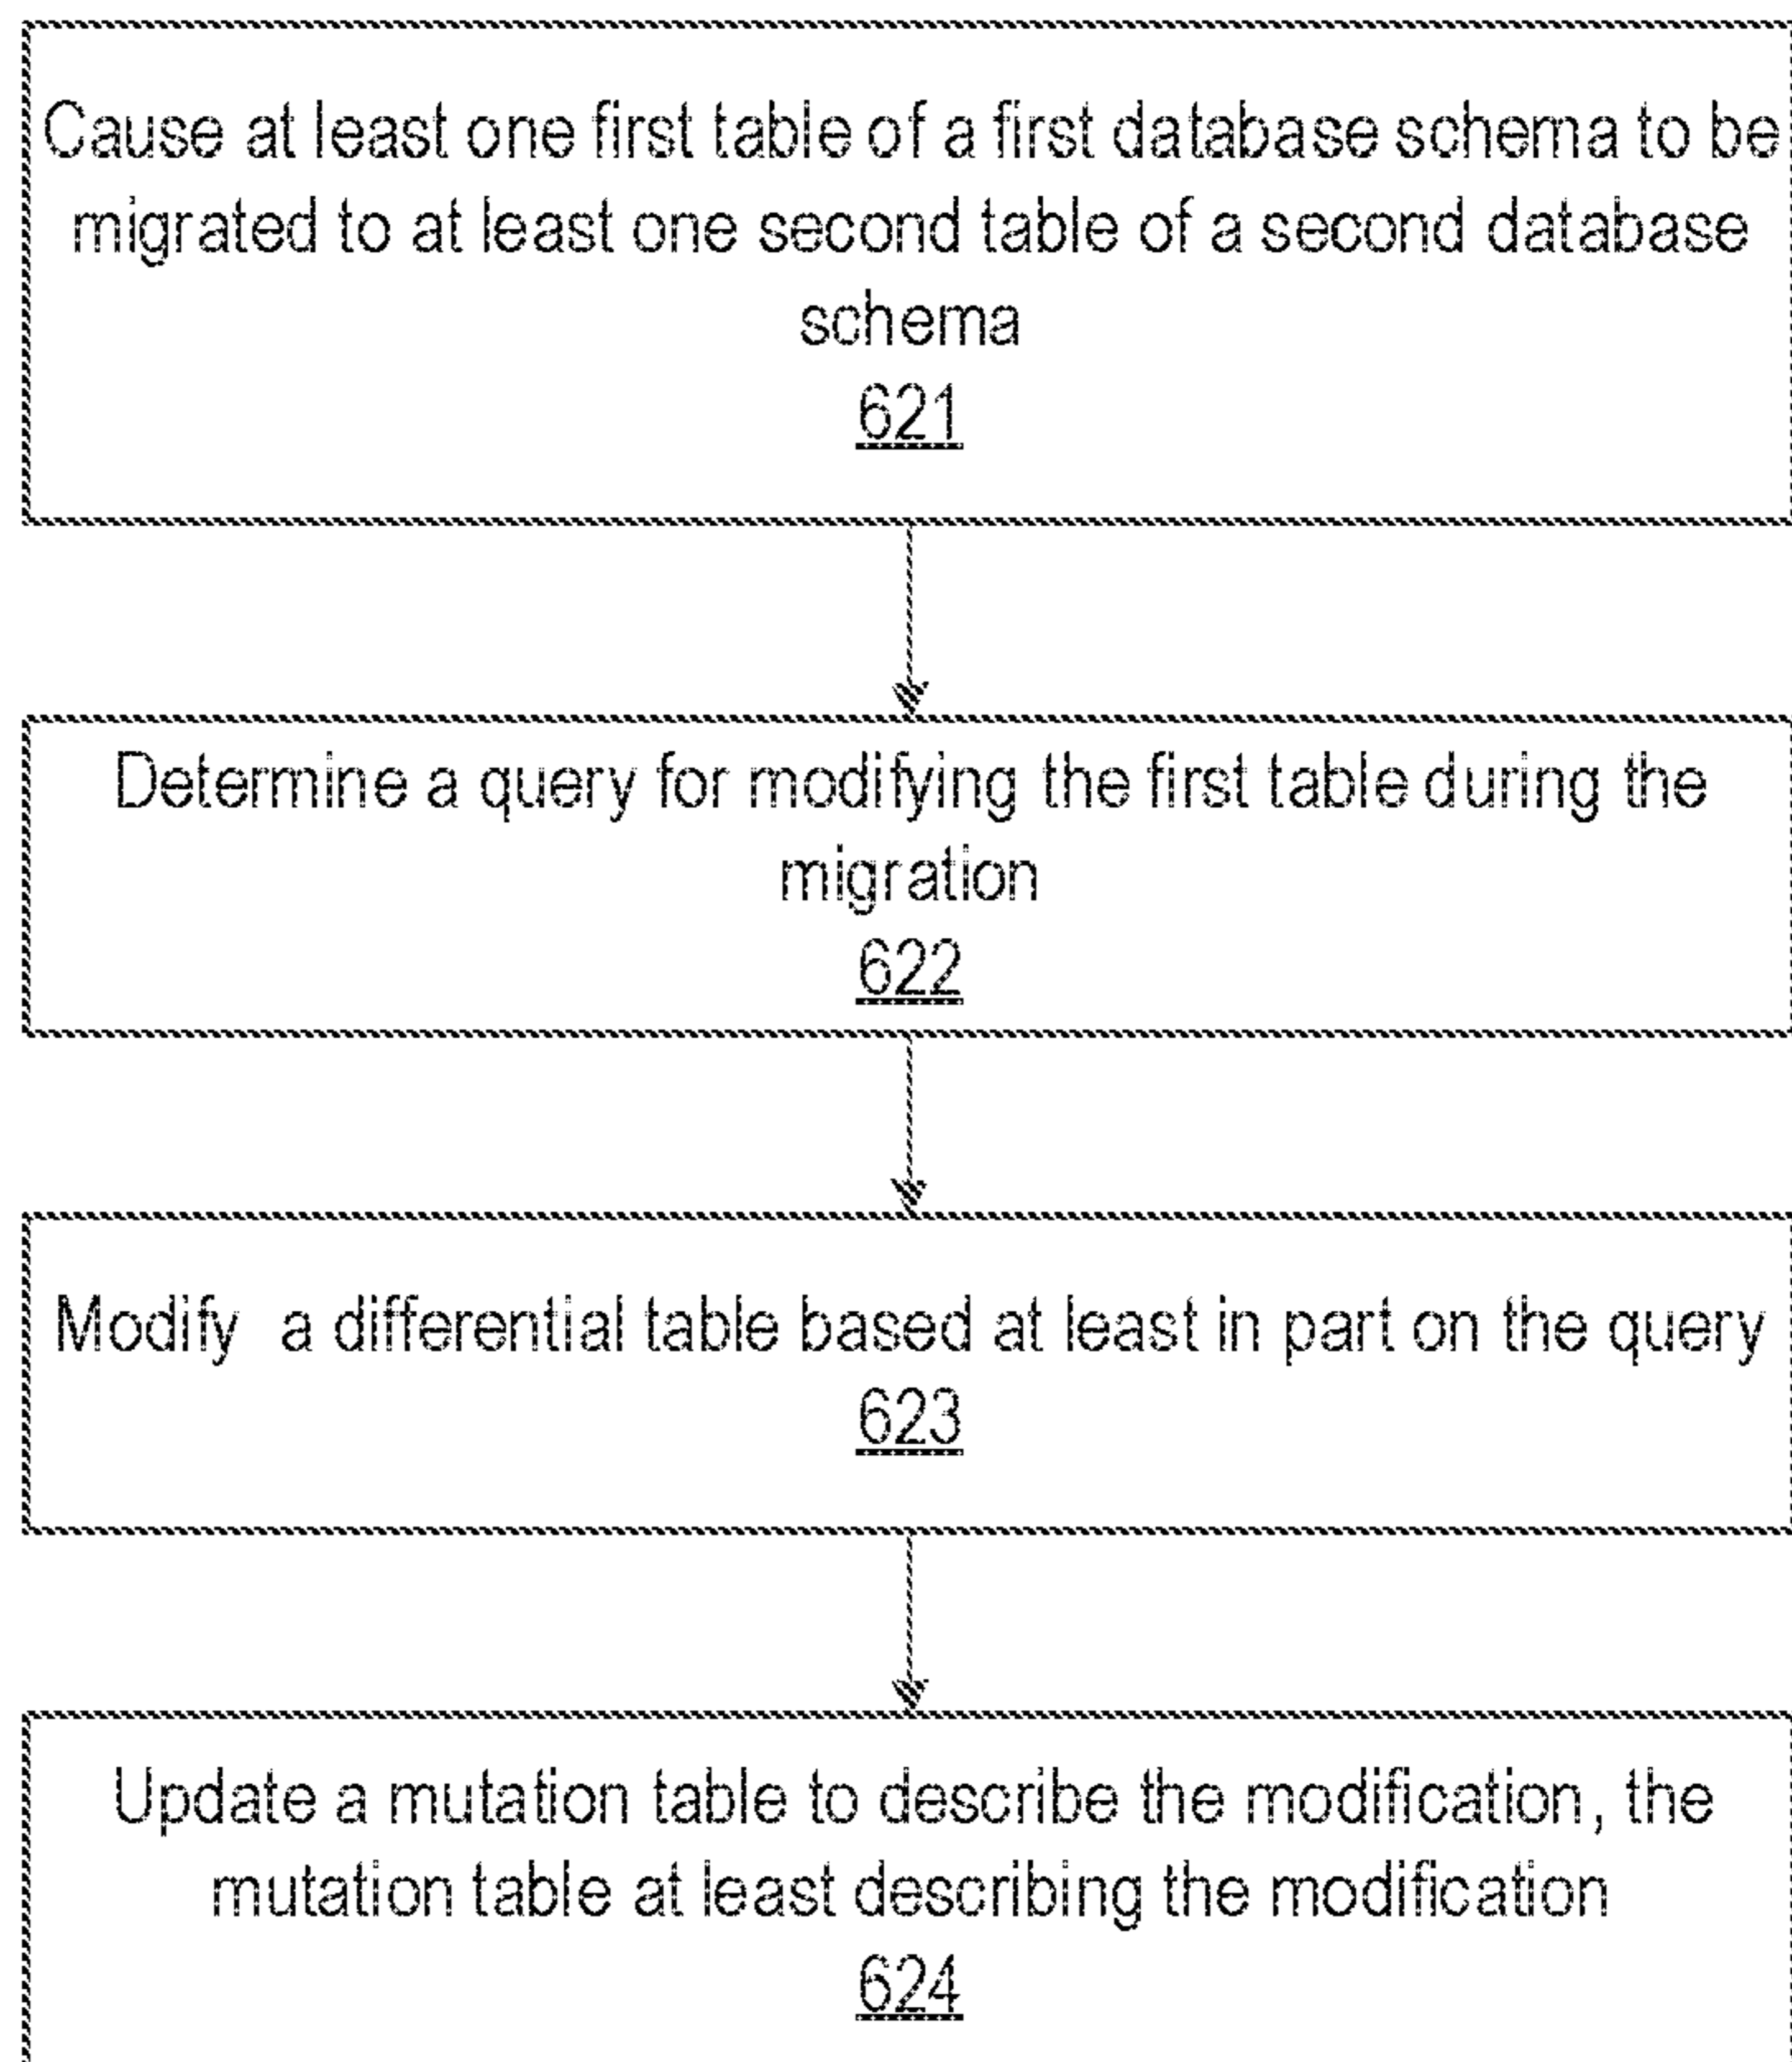 Cause at least one first table of a first database schema to be
migrated to at least one second table of a second database
schema
621
Determine a query for modifying the first table during the
migration
622
Modify a differential table based at least in part on the query
623
Update a mutation table to describe the modification, the
mutation table at least describing the modification
624